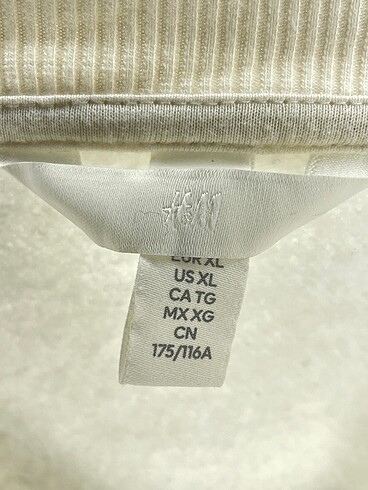 H&M
EUR XL
US XL
CA TG
MX XG
CN
175/116A